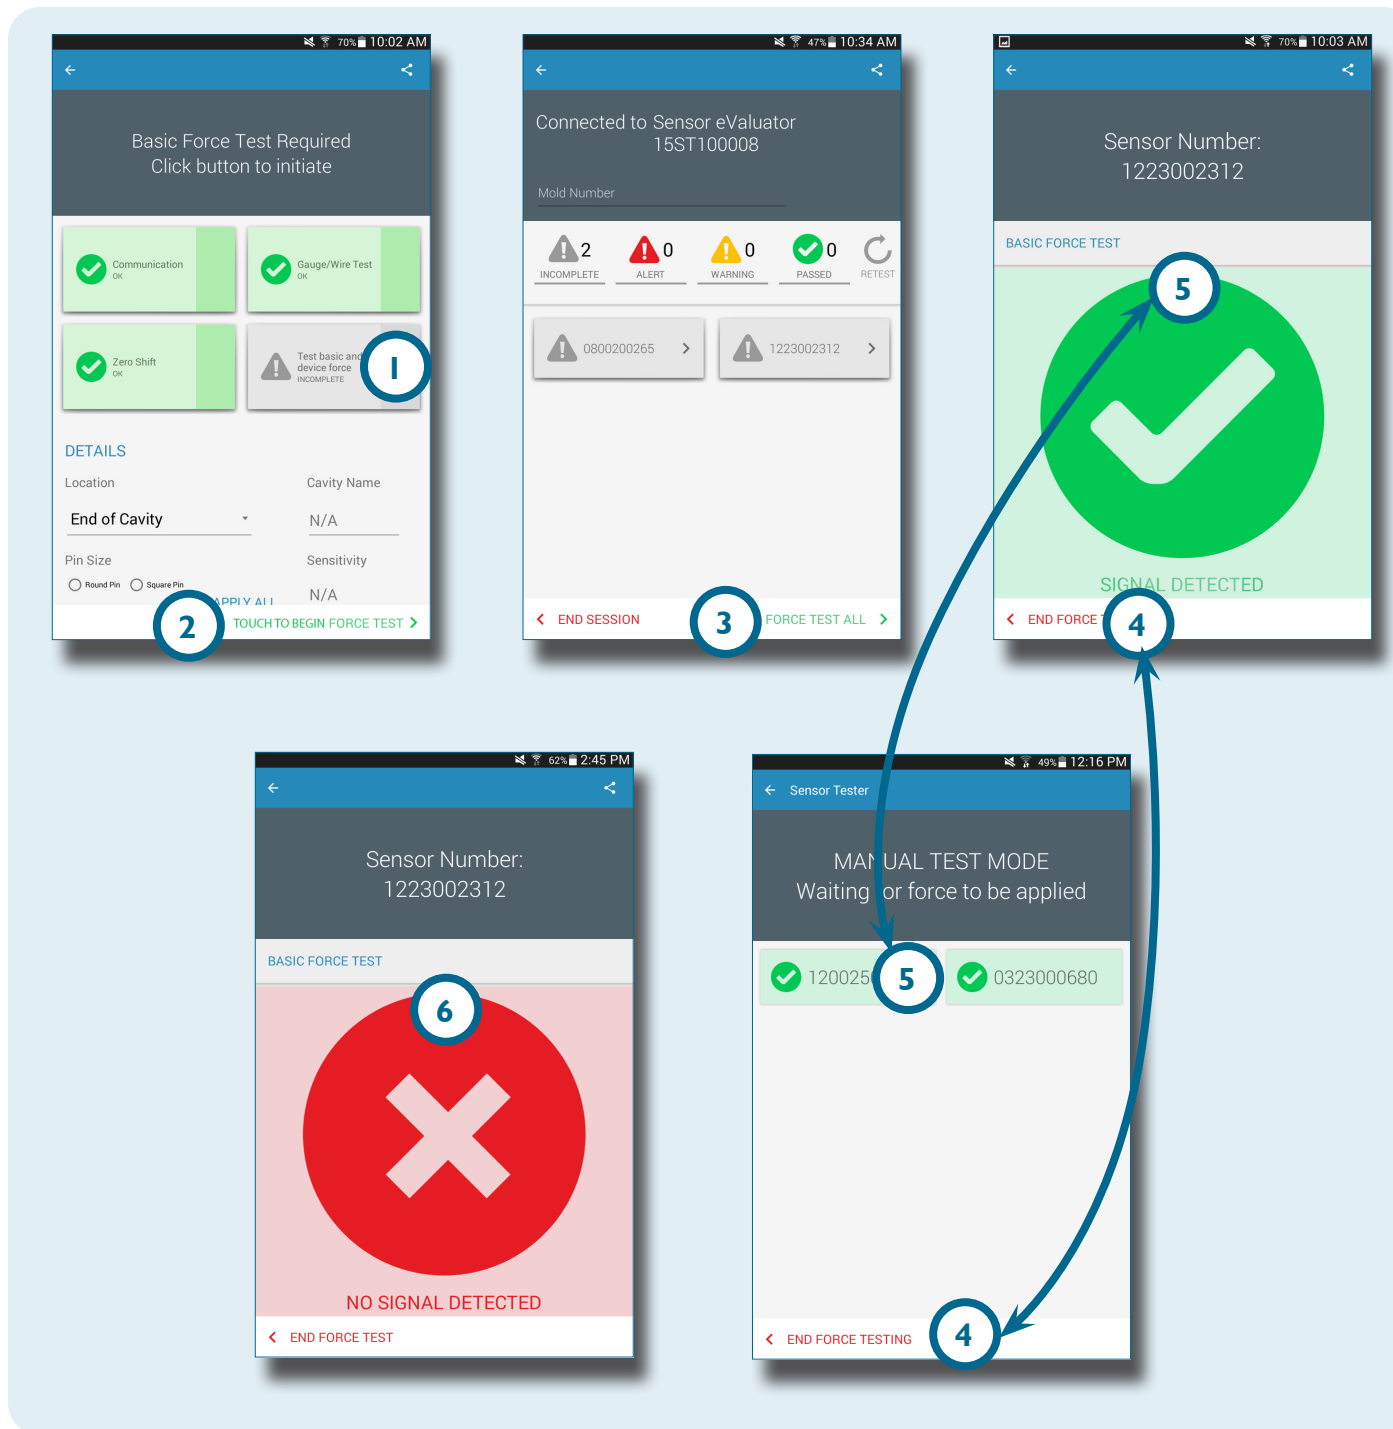 70% 10:02 AM
Basic Force Test Required
Click button to initiate
Communication
OK
Gauge/Wire Test
OK
Zero Shift
OK
Test basic and
device force
INCOMPLETE
1
DETAILS
Location
Cavity Name
End of Cavity
N/A
Pin Size
Sensitivity
Round Pin
Square Pin
N/A
APPLY ALL
2
TOUCH TO BEGIN FORCE TEST
47% 10:34 AM
Connected to Sensor eValuator
15ST100008
Mold Number
2
INCOMPLETE
0
ALERT
0
WARNING
0
PASSED
RETEST
0800200265
1223002312
END SESSION
3
FORCE TEST ALL
70% 10:03 AM
Sensor Number:
1223002312
BASIC FORCE TEST
5
SIGNAL DETECTED
END FORCE
4
62% 2:45 PM
Sensor Number:
1223002312
BASIC FORCE TEST
6
NO SIGNAL DETECTED
END FORCE TEST
49% 12:16 PM
Sensor Tester
MANUAL TEST MODE
Waiting for force to be applied
5
0323000680
END FORCE TESTING
4